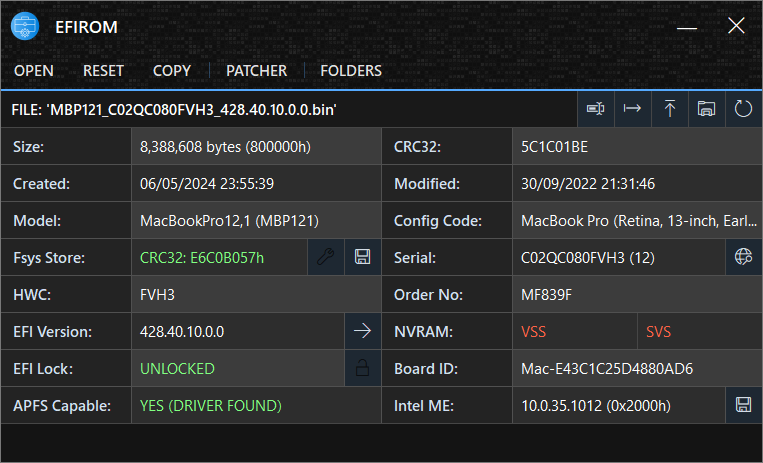 EFIROM
OPEN RESET COPY PATCHER FOLDERS
FILE: 'MBP121_C02QC080FVH3_428.40.10.0.0.bin'
Size: 8,388,608 bytes (800000h) CRC32: 5C1C01BE
Created: 06/05/2024 23:55:39 Modified: 30/09/2022 21:31:46
Model: MacBookPro12,1 (MBP121) Config Code: MacBook Pro (Retina, 13-inch, Earl...
Fsys Store: CRC32: E6C0B057h Serial: C02QC080FVH3 (12)
HWC: FVH3 Order No: MF839F
EFI Version: 428.40.10.0.0 NVRAM: VSS SVS
EFI Lock: UNLOCKED Board ID: Mac-E43C1C25D4880AD6
APFS Capable: YES (DRIVER FOUND) Intel ME: 10.0.35.1012 (0x2000h)